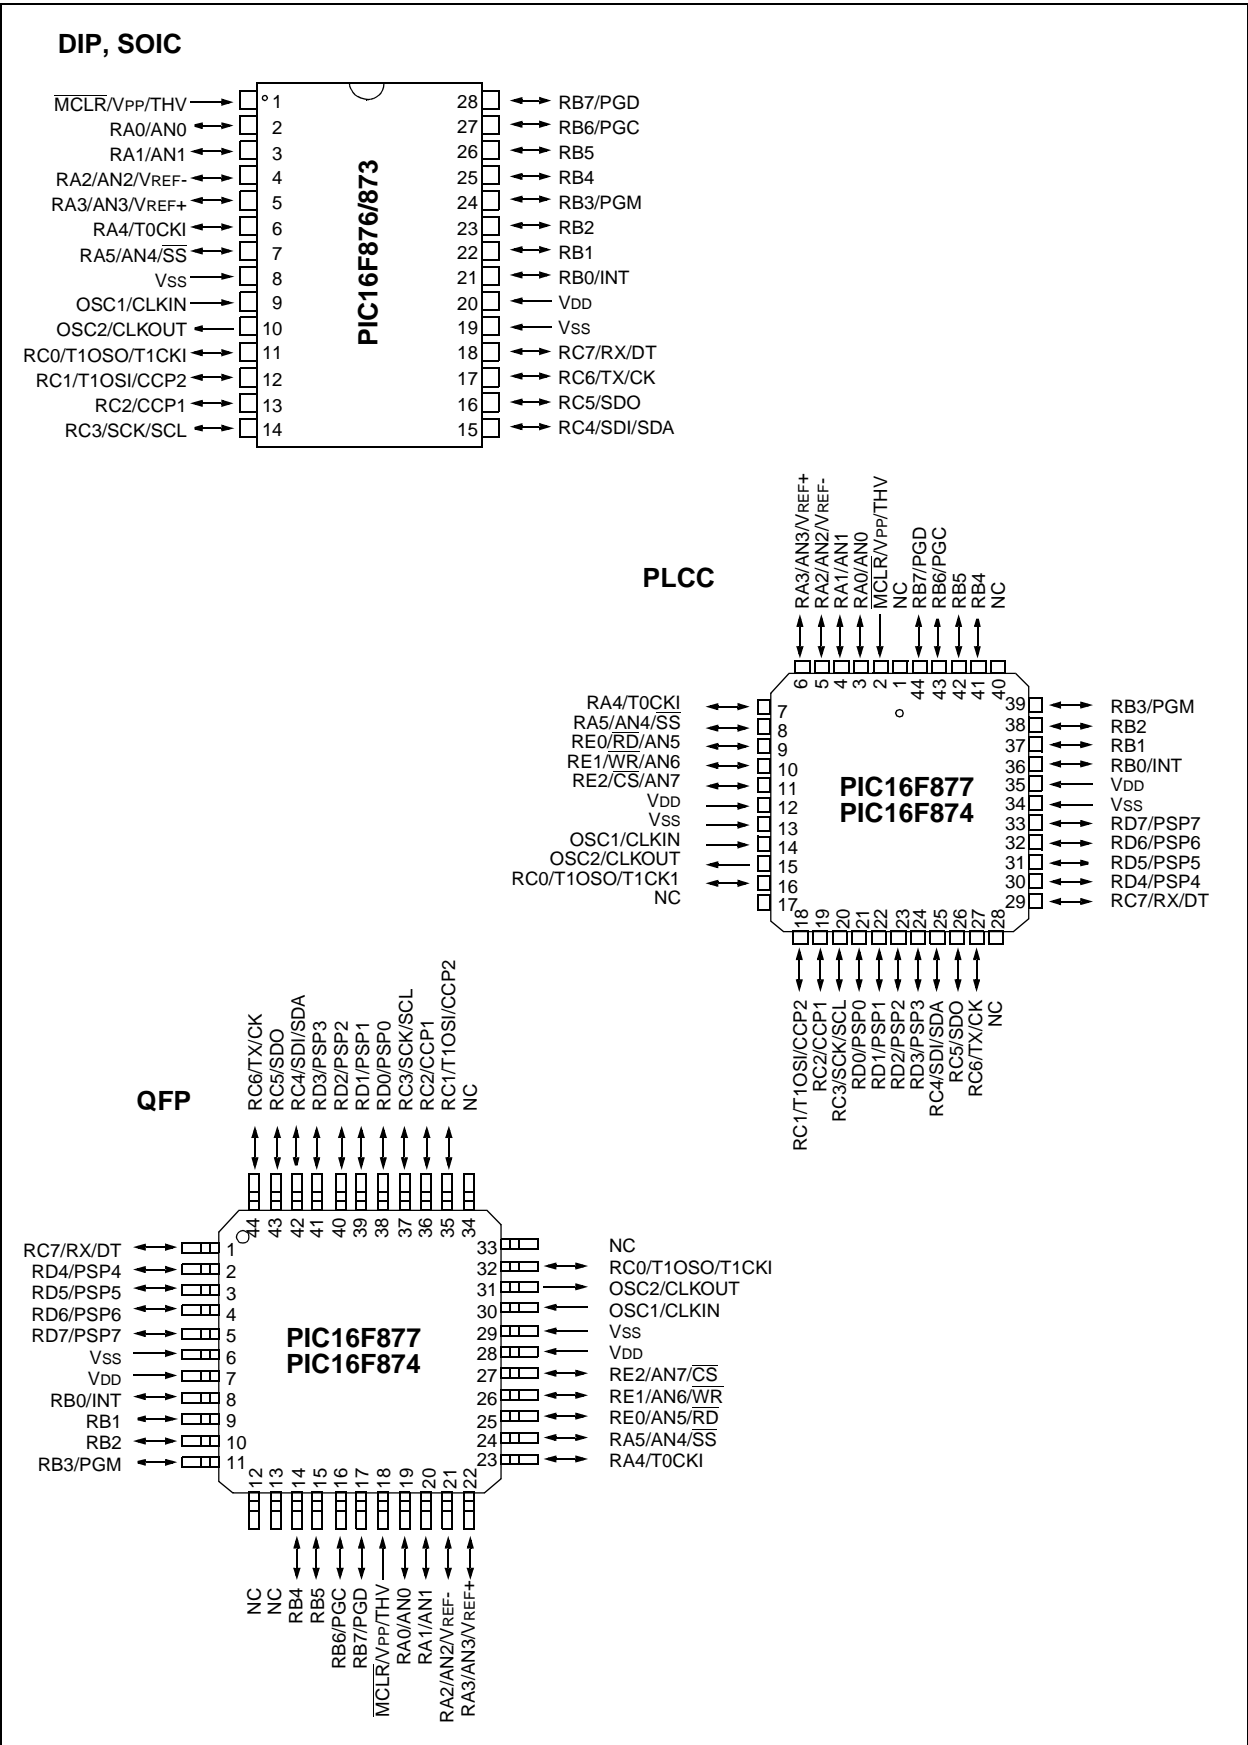 DIP, SOIC
MCLR/VPP/THV
RA0/AN0
RA1/AN1
RA2/AN2/VREF-
RA3/AN3/VREF+
RA4/T0CKI
RA5/AN4/SS
VSS
OSC1/CLKIN
OSC2/CLKOUT
RC0/T1OSO/T1CKI
RC1/T1OSI/CCP2
RC2/CCP1
RC3/SCK/SCL
1
2
3
4
5
6
7
8
9
10
11
12
13
14
PIC16F876/873
28
27
26
25
24
23
22
21
20
19
18
17
16
15
RB7/PGD
RB6/PGC
RB5
RB4
RB3/PGM
RB2
RB1
RB0/INT
VDD
VSS
RC7/RX/DT
RC6/TX/CK
RC5/SDO
RC4/SDI/SDA
PLCC
RA3/AN3/VREF+
RA2/AN2/VREF-
RA1/AN1
RA0/AN0
MCLR/VPP/THV
NC
RB7/PGD
RB6/PGC
RB5
RB4
NC
6
5
4
3
2
1
44
43
42
41
40
RA4/T0CKI
RA5/AN4/SS
RE0/RD/AN5
RE1/WR/AN6
RE2/CS/AN7
VDD
VSS
OSC1/CLKIN
OSC2/CLKOUT
RC0/T1OSO/T1CK1
NC
7
8
9
10
11
12
13
14
15
16
17
PIC16F877
PIC16F874
39
38
37
36
35
34
33
32
31
30
29
RB3/PGM
RB2
RB1
RB0/INT
VDD
VSS
RD7/PSP7
RD6/PSP6
RD5/PSP5
RD4/PSP4
RC7/RX/DT
18
19
20
21
22
23
24
25
26
27
28
RC1/T1OSI/CCP2
RC2/CCP1
RC3/SCK/SCL
RD0/PSP0
RD1/PSP1
RD2/PSP2
RD3/PSP3
RC4/SDI/SDA
RC5/SDO
RC6/TX/CK
NC
QFP
RC6/TX/CK
RC5/SDO
RC4/SDI/SDA
RD3/PSP3
RD2/PSP2
RD1/PSP1
RD0/PSP0
RC3/SCK/SCL
RC2/CCP1
RC1/T1OSI/CCP2
NC
44
43
42
41
40
39
38
37
36
35
34
RC7/RX/DT
RD4/PSP4
RD5/PSP5
RD6/PSP6
RD7/PSP7
VSS
VDD
RB0/INT
RB1
RB2
RB3/PGM
1
2
3
4
5
6
7
8
9
10
11
PIC16F877
PIC16F874
33
32
31
30
29
28
27
26
25
24
23
NC
RC0/T1OSO/T1CKI
OSC2/CLKOUT
OSC1/CLKIN
VSS
VDD
RE2/AN7/CS
RE1/AN6/WR
RE0/AN5/RD
RA5/AN4/SS
RA4/T0CKI
12
13
14
15
16
17
18
19
20
21
22
NC
NC
RB4
RB5
RB6/PGC
RB7/PGD
MCLR/VPP/THV
RA0/AN0
RA1/AN1
RA2/AN2/VREF-
RA3/AN3/VREF+